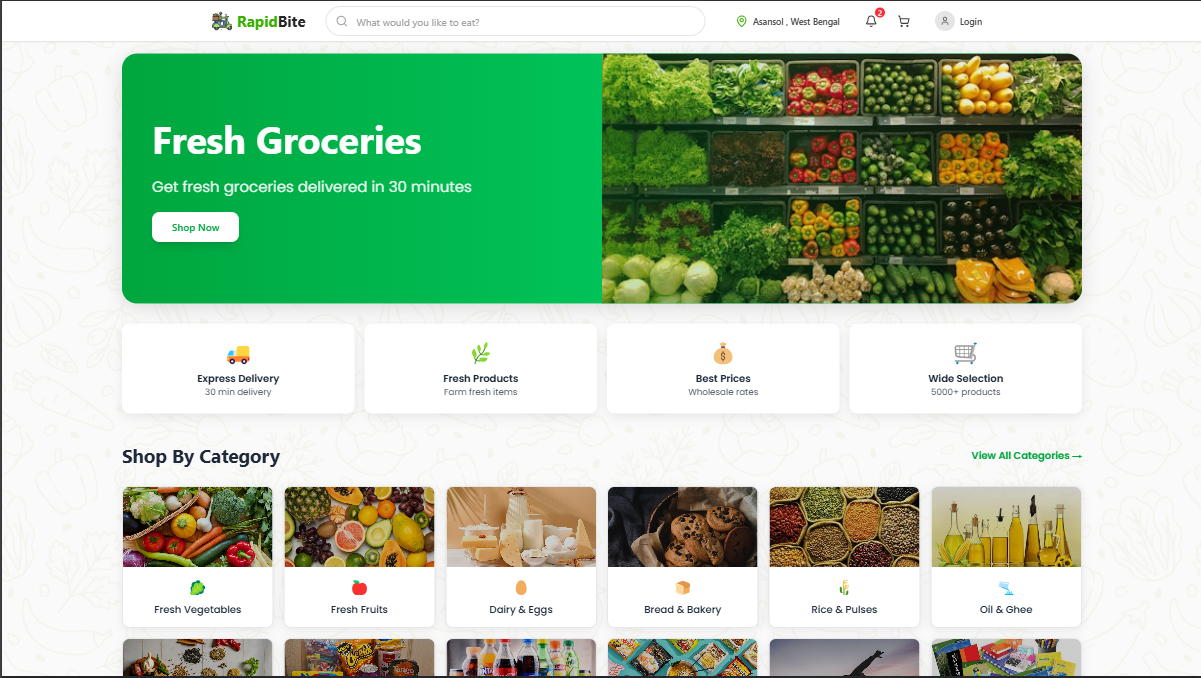 RapidBite
What would you like to eat?
Asansol , West Bengal
2
Login
Fresh Groceries
Get fresh groceries delivered in 30 minutes
Shop Now
Express Delivery
30 min delivery
Fresh Products
Farm fresh items
Best Prices
Wholesale rates
Wide Selection
5000+ products
Shop By Category
View All Categories →
Fresh Vegetables
Fresh Fruits
Dairy & Eggs
Bread & Bakery
Rice & Pulses
Oil & Ghee